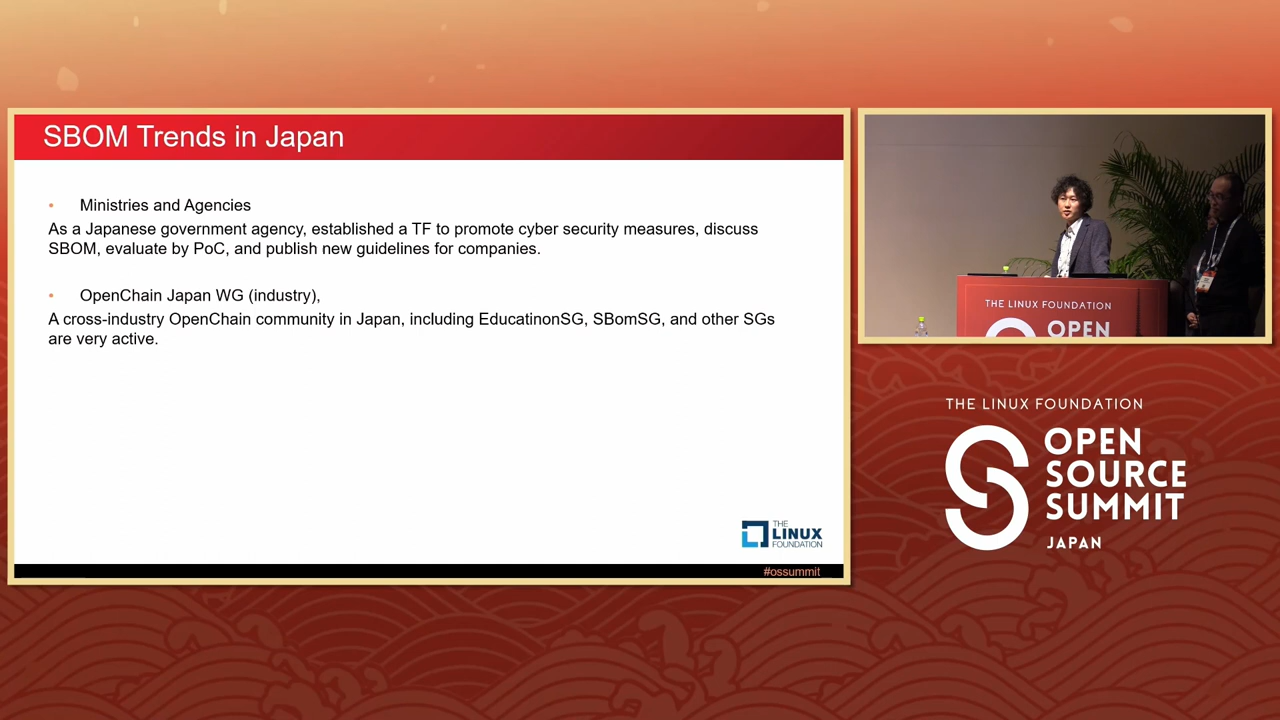 SBOM Trends in Japan
• Ministries and Agencies
As a Japanese government agency, established a TF to promote cyber security measures, discuss
SBOM, evaluate by PoC, and publish new guidelines for companies.
• OpenChain Japan WG (industry),
A cross-industry OpenChain community in Japan, including EducatinonSG, SBomSG, and other SGs
are very active.
THE
LINUX
FOUNDATION
#ossummit
THE LINUX FOUNDATION
OPEN
THE LINUX FOUNDATION
OPEN
SOURCE
SUMMIT
JAPAN